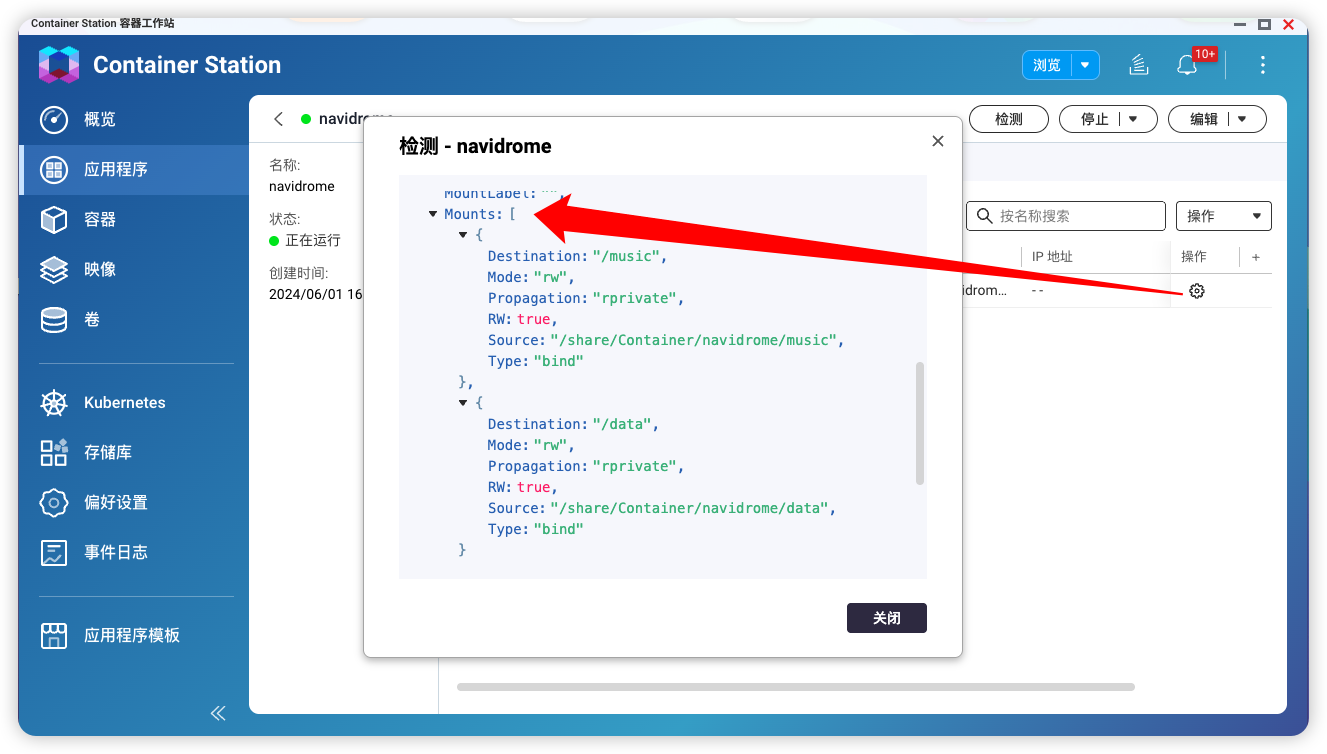 Container Station 容器工作站
Container Station
浏览
10+
概览
应用程序
容器
映像
卷
Kubernetes
存储库
偏好设置
事件日志
应用程序模板
检测
停止
编辑
名称:
navidrome
状态:
正在运行
创建时间:
2024/06/01 16
按名称搜索
操作
IP 地址
操作
+
idrom...
--
检测 - navidrome
MountLabel: "",
Mounts: [
{
Destination: "/music",
Mode: "rw",
Propagation: "rprivate",
RW: true,
Source: "/share/Container/navidrome/music",
Type: "bind"
},
{
Destination: "/data",
Mode: "rw",
Propagation: "rprivate",
RW: true,
Source: "/share/Container/navidrome/data",
Type: "bind"
}
关闭